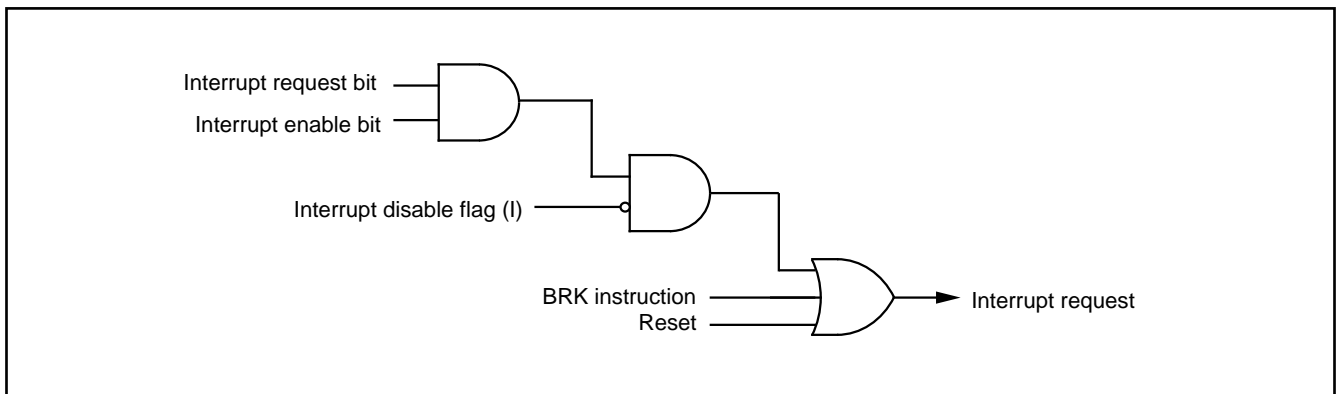 Interrupt request bit
Interrupt enable bit
Interrupt disable flag (I)
BRK instruction
Reset
Interrupt request